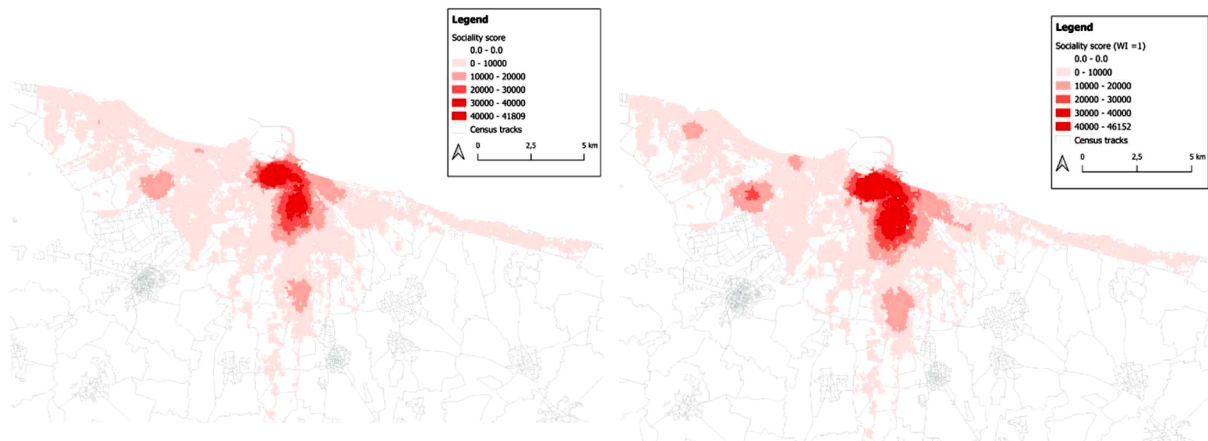 Legend
Sociality score
0.0 - 0.0
0 - 10000
10000 - 20000
20000 - 30000
30000 - 40000
40000 - 41809
Census tracks
0 2,5 5 km
Legend
Sociality score (WI =1)
0.0 - 0.0
0 - 10000
10000 - 20000
20000 - 30000
30000 - 40000
40000 - 46152
Census tracks
0 2,5 5 km